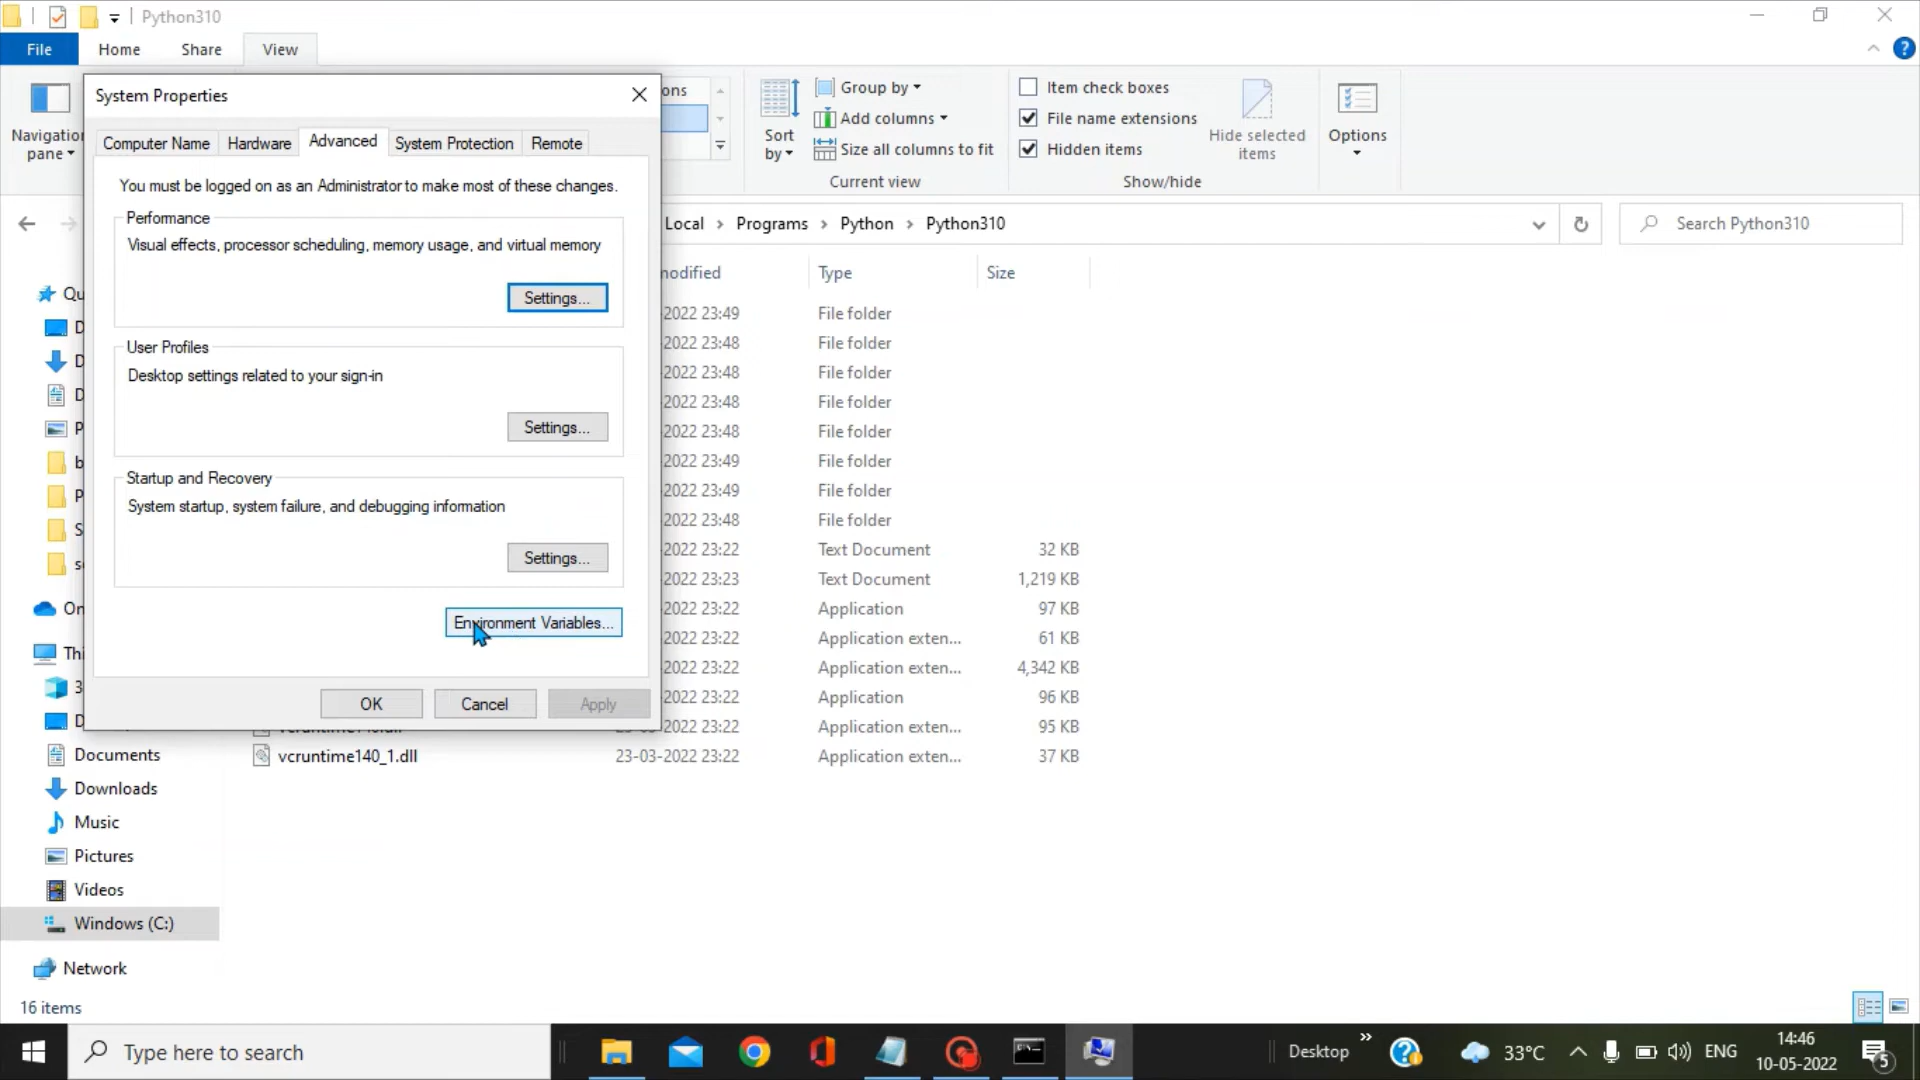 Python310
File
Home
Share
View
Navigation
pane
System Properties
Computer Name
Hardware
Advanced
System Protection
Remote
You must be logged on as an Administrator to make most of these changes.
Performance
Visual effects, processor scheduling, memory usage, and virtual memory
Settings...
User Profiles
Desktop settings related to your sign-in
Settings...
Startup and Recovery
System startup, system failure, and debugging information
Settings...
Environment Variables...
OK
Cancel
Apply
Sort
by
Group by
Add columns
Size all columns to fit
Current view
Item check boxes
File name extensions
Hidden items
Hide selected
items
Show/hide
Options
Local
Programs
Python
Python310
Search Python310
modified
Type
Size
-2022 23:49 File folder
-2022 23:48 File folder
-2022 23:48 File folder
-2022 23:48 File folder
-2022 23:48 File folder
-2022 23:49 File folder
-2022 23:49 File folder
-2022 23:48 File folder
-2022 23:22 Text Document 32 KB
-2022 23:23 Text Document 1,219 KB
-2022 23:22 Application 97 KB
-2022 23:22 Application exten... 61 KB
-2022 23:22 Application exten... 4,342 KB
-2022 23:22 Application 96 KB
-2022 23:22 Application exten... 95 KB
vcruntime140_1.dll 23-03-2022 23:22 Application exten... 37 KB
Documents
Downloads
Music
Pictures
Videos
Windows (C:)
Network
16 items
Type here to search
Desktop
33°C
ENG
14:46
10-05-2022
5